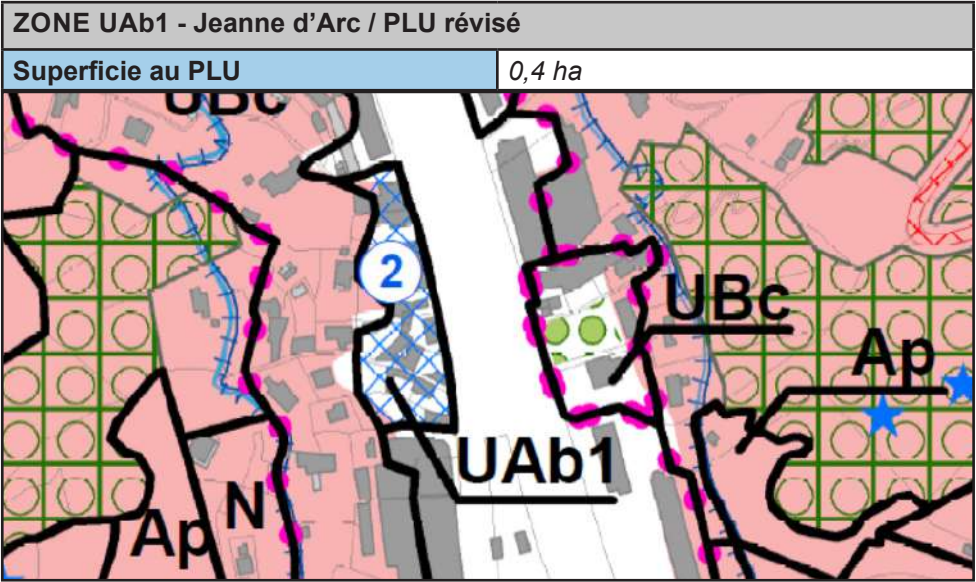 ZONE UAb1 - Jeanne d’Arc / PLU révisé
Superficie au PLU 0,4 ha
UBc
2
UBc
Ap
UAb1
N
Ap